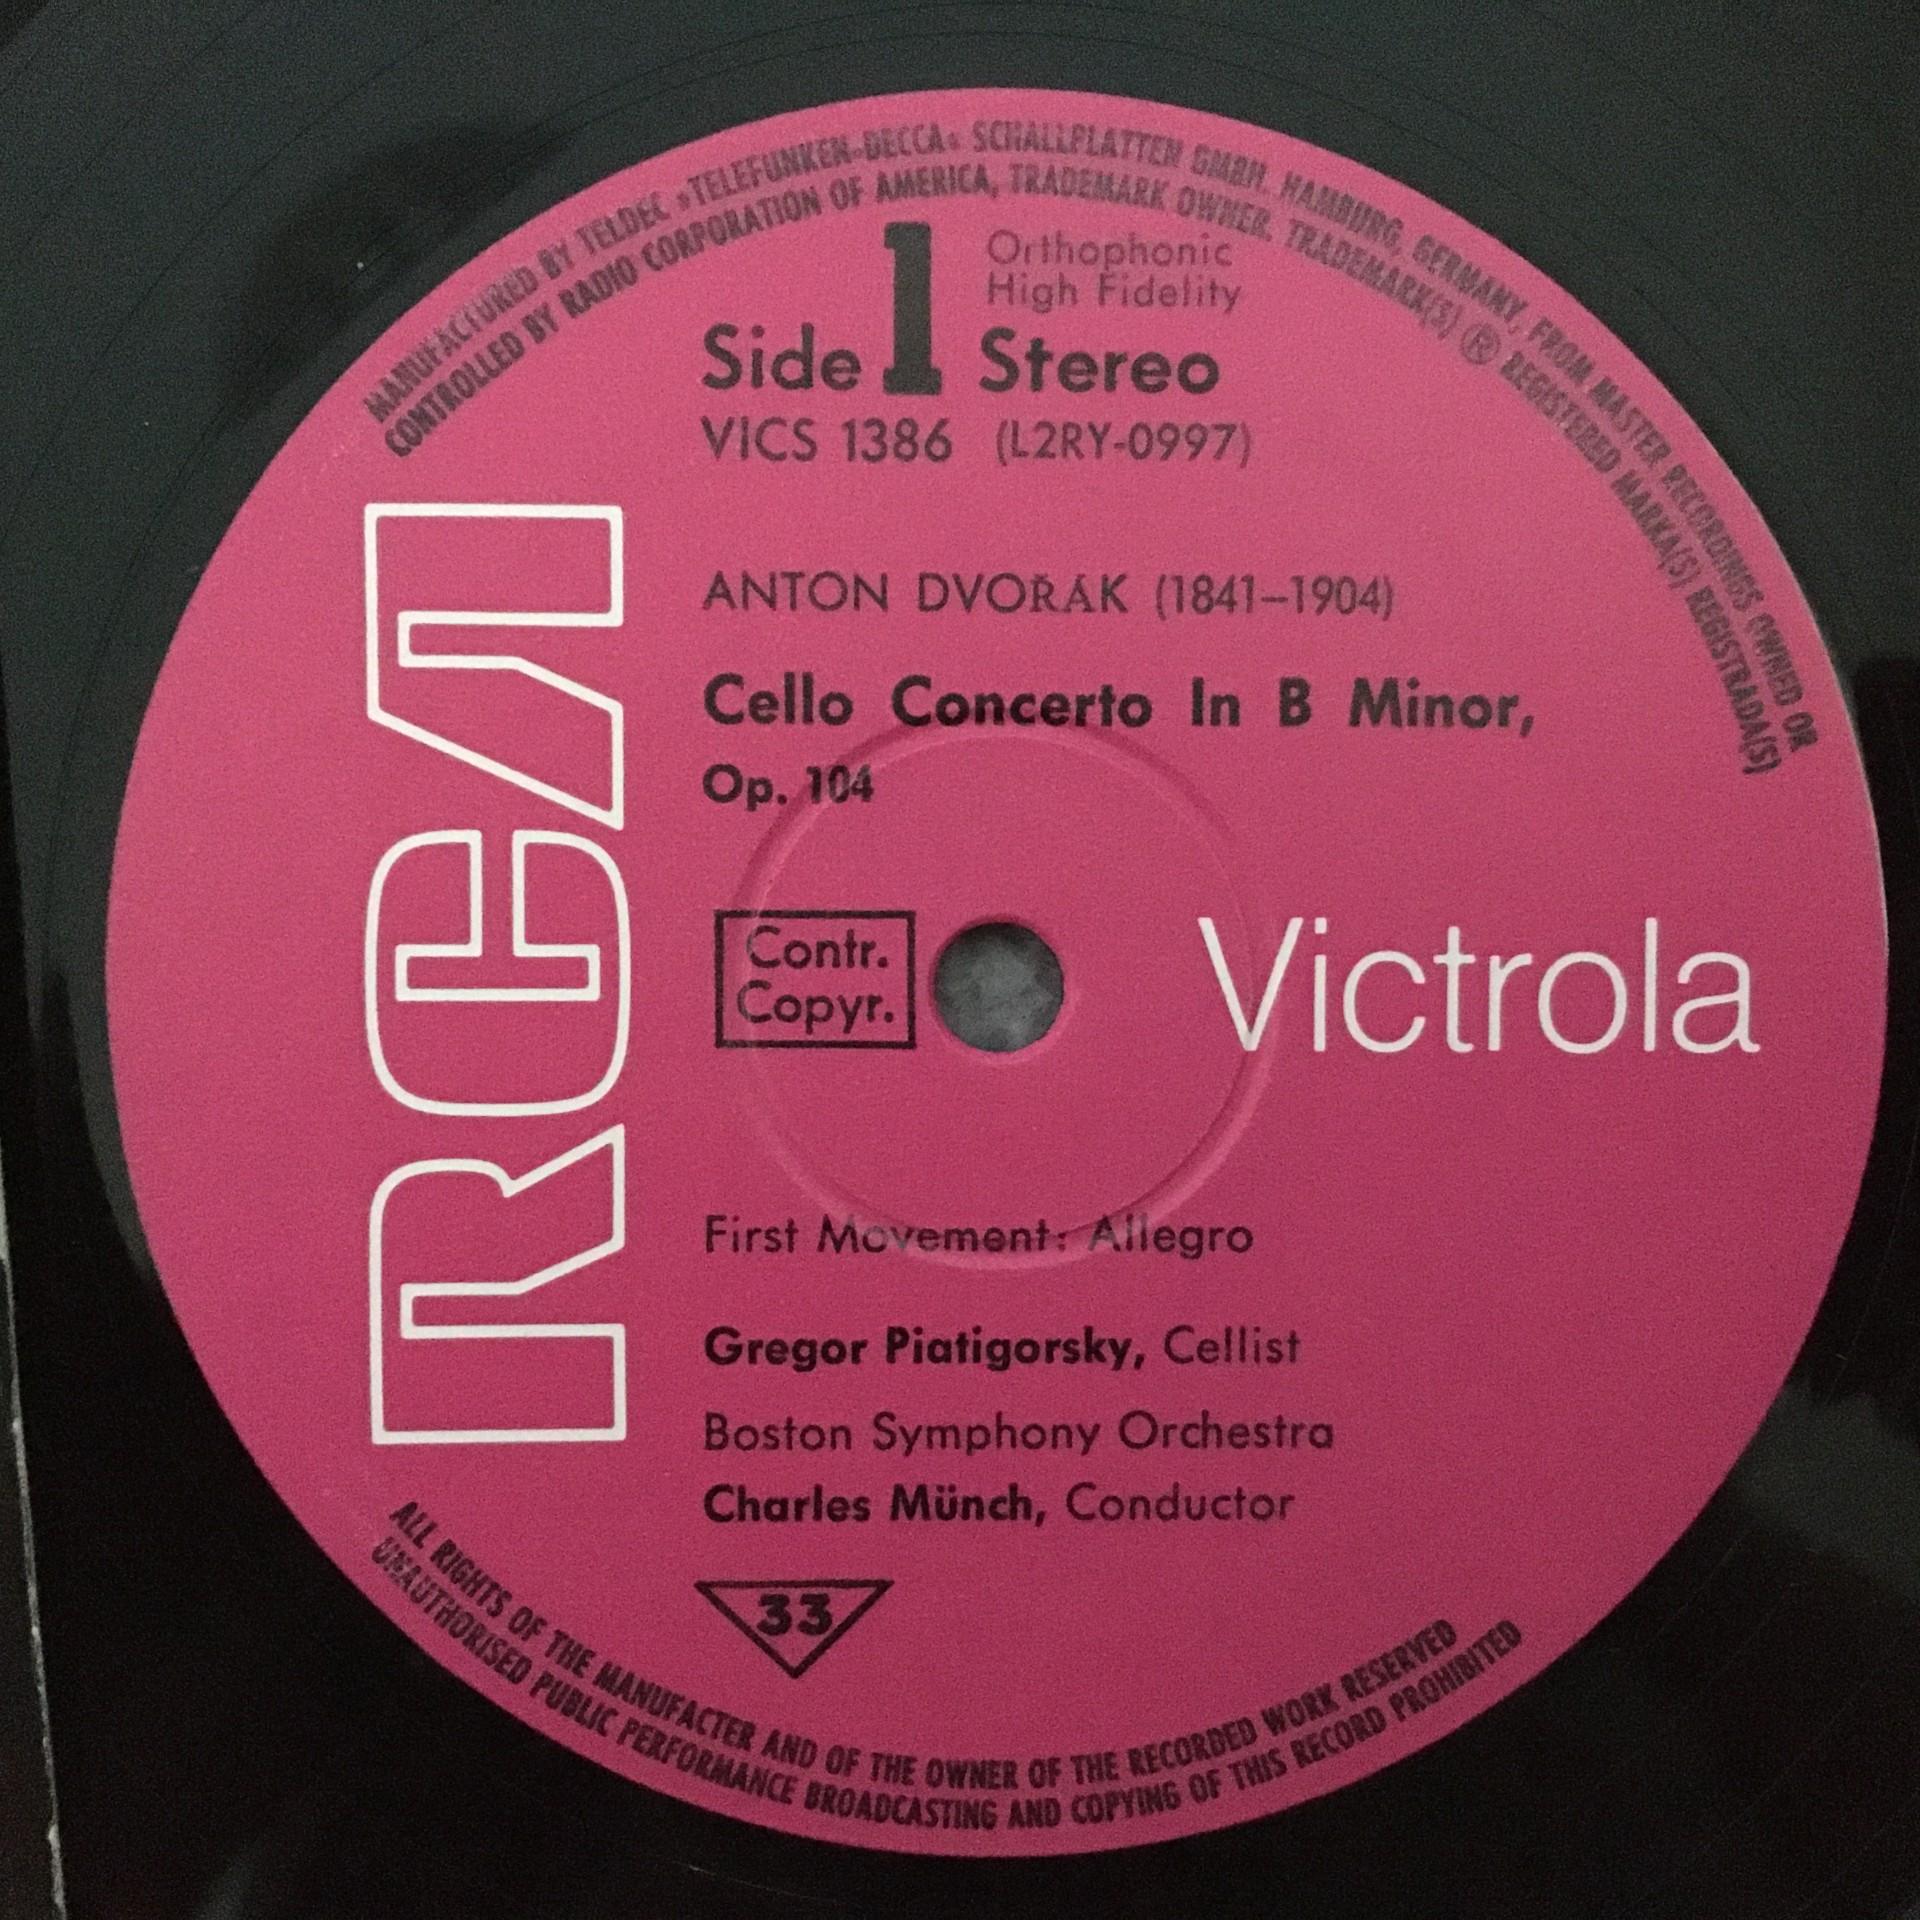 MANUFACTURED BY TELDEC »TELEFUNKEN-DECCA« SCHALLPLATTEN GMBH. HAMBURG, GERMANY, FROM MASTER RECORDINGS OWNED OR
CONTROLLED BY RADIO CORPORATION OF AMERICA, TRADEMARK OWNER. TRADEMARK(S) ® REGISTERED MARKA(S) REGISTRADA(S)
Orthophonic
High Fidelity
Side 1 Stereo
VICS 1386 (L2RY-0997)
ANTON DVOŘÁK (1841–1904)
Cello Concerto In B Minor,
Op. 104
RCA
Contr.
Copyr.
Victrola
First Movement: Allegro
Gregor Piatigorsky, Cellist
Boston Symphony Orchestra
Charles Münch, Conductor
33
ALL RIGHTS OF THE MANUFACTER AND OF THE OWNER OF THE RECORDED WORK RESERVED
UNAUTHORISED PUBLIC PERFORMANCE BROADCASTING AND COPYING OF THIS RECORD PROHIBITED